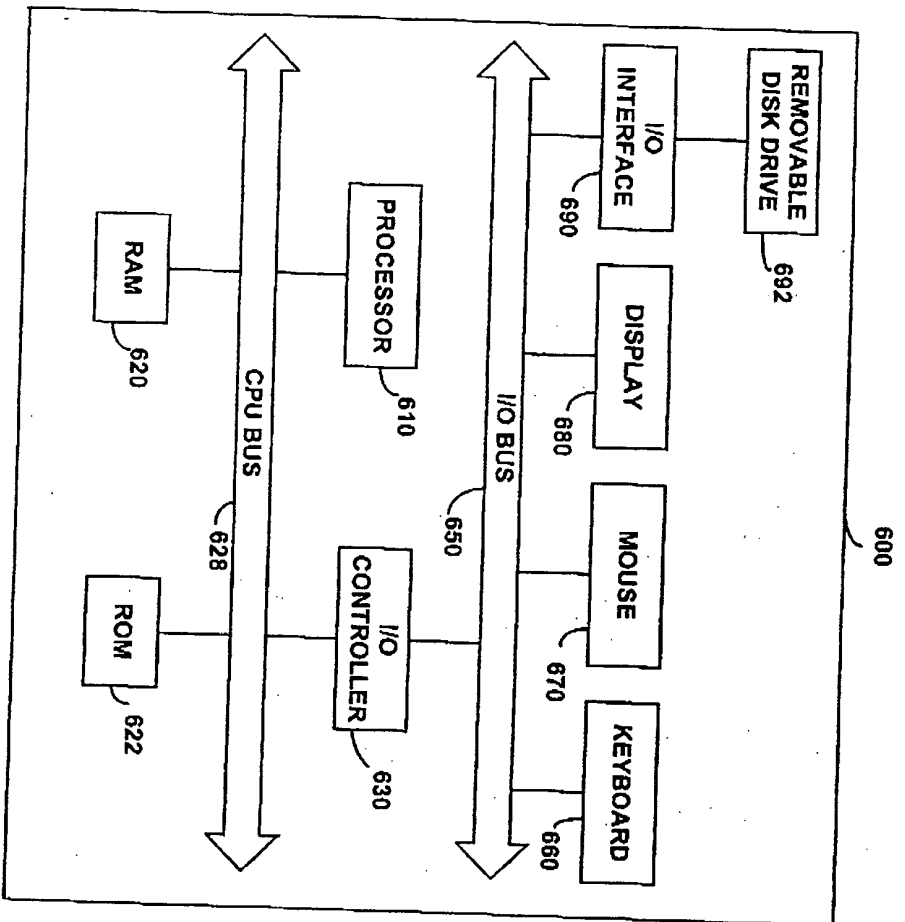 600
REMOVABLE
DISK DRIVE
692
I/O
INTERFACE
690
DISPLAY
680
MOUSE
670
KEYBOARD
660
I/O BUS
650
PROCESSOR
610
I/O
CONTROLLER
630
CPU BUS
628
RAM
620
ROM
622